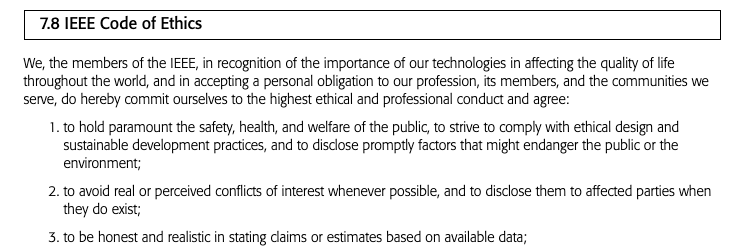 7.8 IEEE Code of Ethics
We, the members of the IEEE, in recognition of the importance of our technologies in affecting the quality of life
throughout the world, and in accepting a personal obligation to our profession, its members, and the communities we
serve, do hereby commit ourselves to the highest ethical and professional conduct and agree:
1. to hold paramount the safety, health, and welfare of the public, to strive to comply with ethical design and
sustainable development practices, and to disclose promptly factors that might endanger the public or the
environment;
2. to avoid real or perceived conflicts of interest whenever possible, and to disclose them to affected parties when
they do exist;
3. to be honest and realistic in stating claims or estimates based on available data;